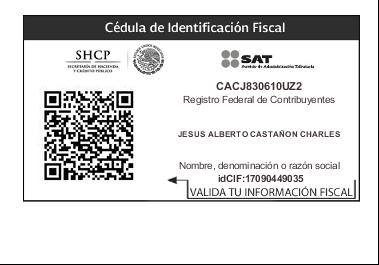 Cédula de Identificación Fiscal
SHCP
SECRETARÍA DE HACIENDA
Y CRÉDITO PÚBLICO
SAT
Servicio de Administración Tributaria
CACJ830610UZ2
Registro Federal de Contribuyentes
JESUS ALBERTO CASTAÑON CHARLES
Nombre, denominación o razón social
idCIF:17090449035
VALIDA TU INFORMACIÓN FISCAL